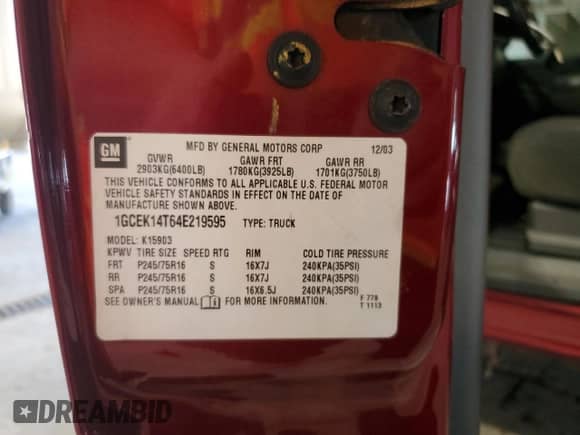 GM
MFD BY GENERAL MOTORS CORP 12/03
GVWR GAWR FRT GAWR RR
2903KG(6400LB) 1780KG(3925LB) 1701KG(3750LB)
THIS VEHICLE CONFORMS TO ALL APPLICABLE U.S. FEDERAL MOTOR
VEHICLE SAFETY STANDARDS IN EFFECT ON THE DATE OF
MANUFACTURE SHOWN ABOVE.
1GCEK14T64E219595 TYPE: TRUCK
MODEL: K15903
KPWV TIRE SIZE SPEED RTG RIM COLD TIRE PRESSURE
FRT P245/75R16 S 16X7J 240KPA(35PSI)
RR P245/75R16 S 16X7J 240KPA(35PSI)
SPA P245/75R16 S 16X6.5J 240KPA(35PSI)
SEE OWNER'S MANUAL FOR MORE INFORMATION.
F 778
T 1113
DREAMBID